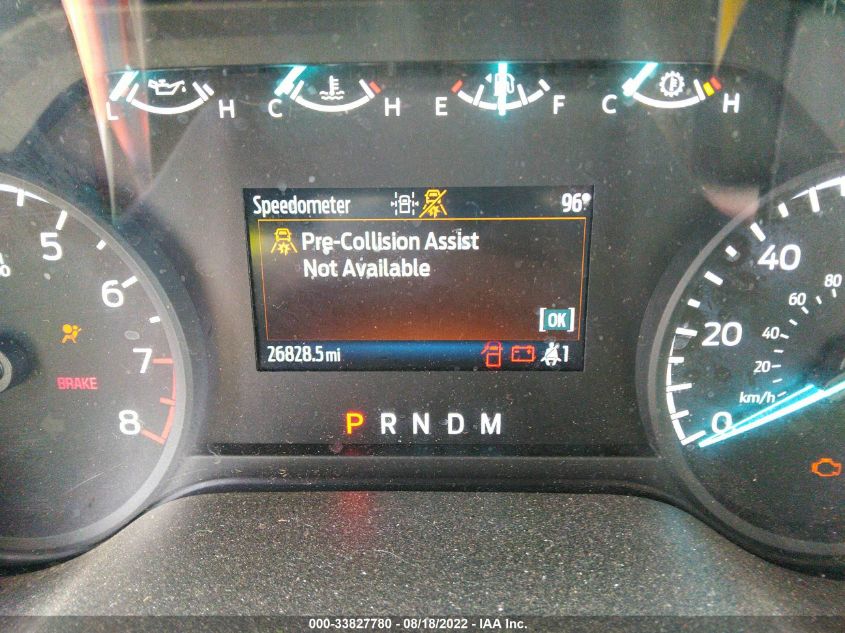 L H C H E F C H
Speedometer 96°
Pre-Collision Assist
Not Available
[OK]
26828.5 mi 1
5
6
7
8
%
BRAKE
P R N D M
40
20
0
80
60
40
20
km/h
000-33827780 - 08/18/2022 - © IAA, Inc.